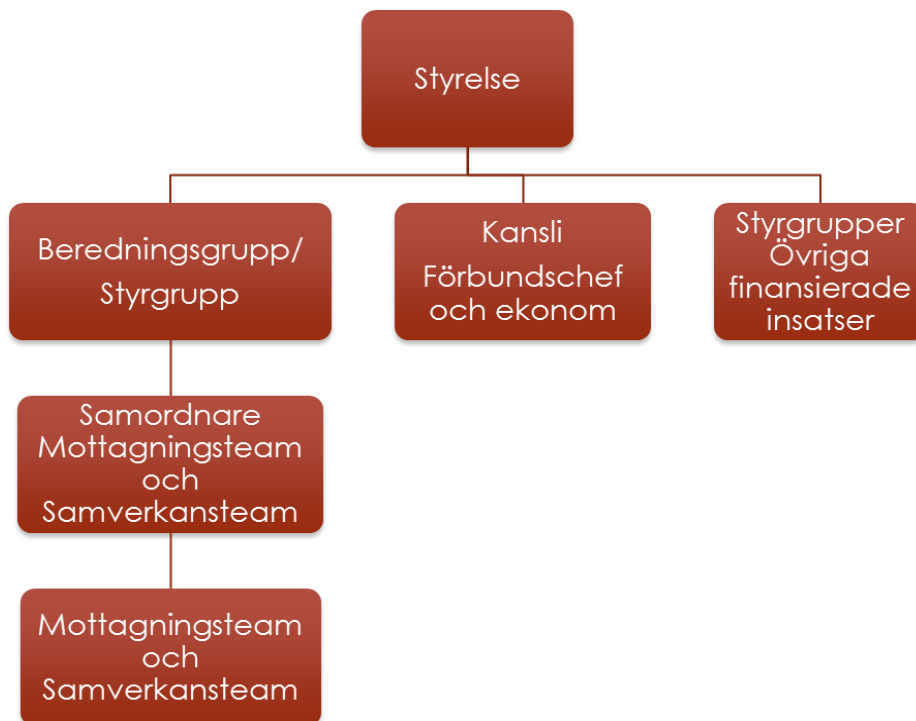 Styrelse
Beredningsgrupp/
Styrgrupp
Kansli
Förbundschef
och ekonom
Styrgrupper
Övriga
finansierade
insatser
Samordnare
Mottagningsteam
och
Samverkansteam
Mottagningsteam
och
Samverkansteam